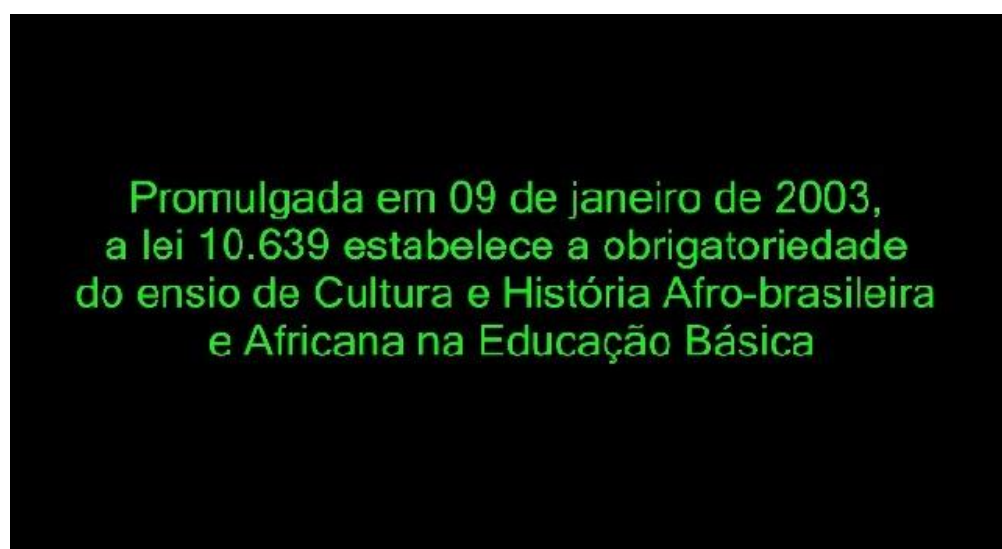 Promulgada em 09 de janeiro de 2003,
a lei 10.639 estabelece a obrigatoriedade
do ensio de Cultura e História Afro-brasileira
e Africana na Educação Básica